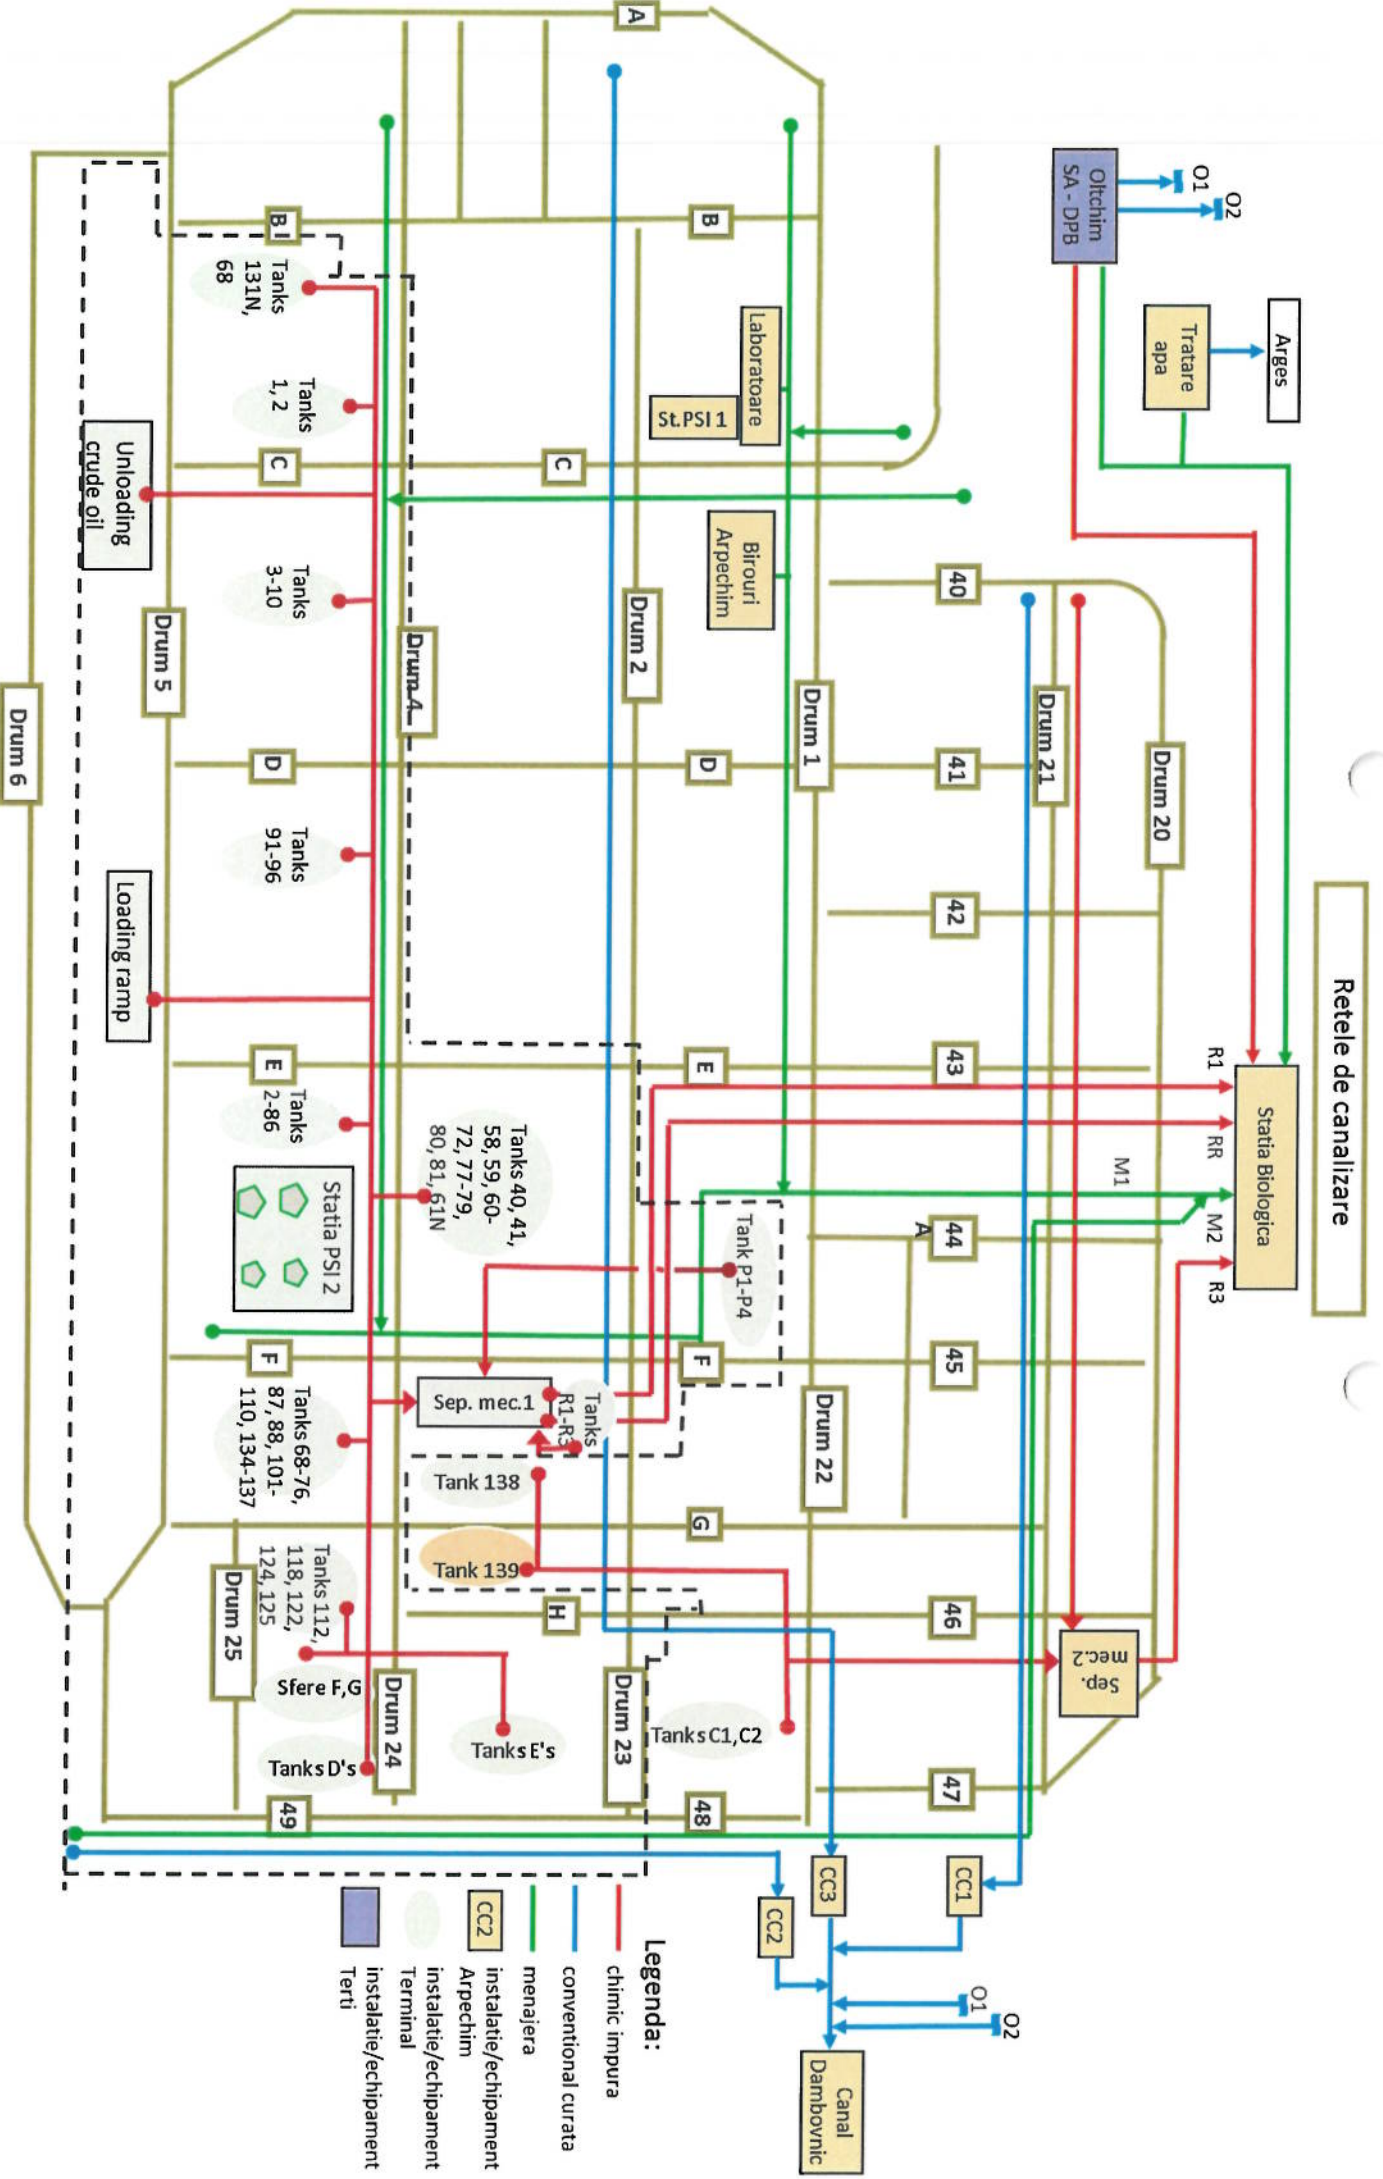 Retele de canalizare
Arges
Tratare
apa
Oltchim
SA - DPB
O1
O2
Statia Biologica
R1
RR
M1
M2
R3
Drum 20
Drum 21
40
41
42
43
44
A
45
46
47
Sep.
mec.2
Drum 1
Drum 22
A
B
B
Laboratoare
St.PSI 1
Birouri
Arpechim
C
C
Drum 2
D
D
E
E
F
F
G
H
48
49
Tank P1-P4
Drum 4
Drum 23
Drum 24
Drum 25
Drum 5
Drum 6
Tanks
131N,
68
Tanks
1, 2
Unloading
crude oil
Tanks
3-10
Tanks
91-96
Loading ramp
Tanks
2-86
Tanks 40, 41,
58, 59, 60-
72, 77-79,
80, 81, 61N
Statia PSI 2
Sep. mec.1
Tanks
R1-R3
Tank 138
Tank 139
Tanks 68-76,
87, 88, 101-
110, 134-137
Tanks 112,
118, 122,
124, 125
Sfere F,G
Tanks D's
Tanks E's
Tanks C1,C2
CC1
CC3
CC2
O1
O2
Canal
Dambovnic
Legenda:
chimic impura
conventional curata
menajera
CC2
instalatie/echipament
Arpechim
instalatie/echipament
Terminal
instalatie/echipament
Terti